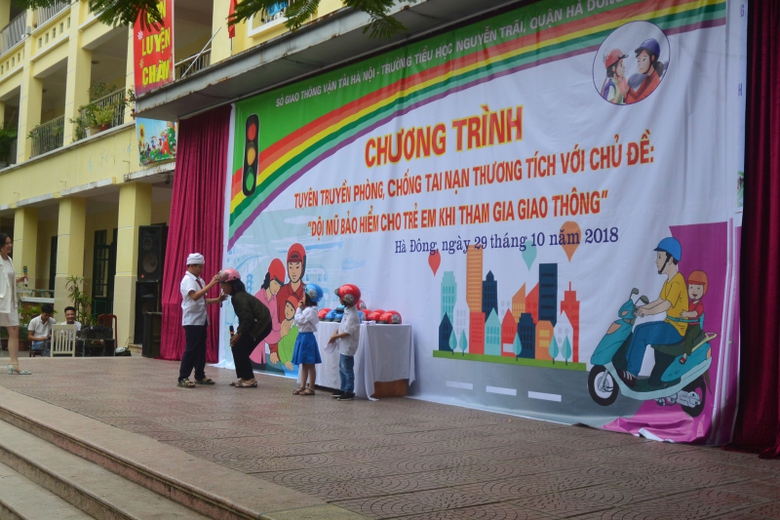 RÈN
LUYỆN
CHÂN
SỞ GIAO THÔNG VẬN TẢI HÀ NỘI - TRƯỜNG TIỂU HỌC NGUYỄN TRÃI, QUẬN HÀ ĐÔNG
CHƯƠNG TRÌNH
TUYÊN TRUYỀN PHÒNG, CHỐNG TAI NẠN THƯƠNG TÍCH VỚI CHỦ ĐỀ:
"ĐỘI MŨ BẢO HIỂM CHO TRẺ EM KHI THAM GIA GIAO THÔNG"
Hà Đông, ngày 29 tháng 10 năm 2018